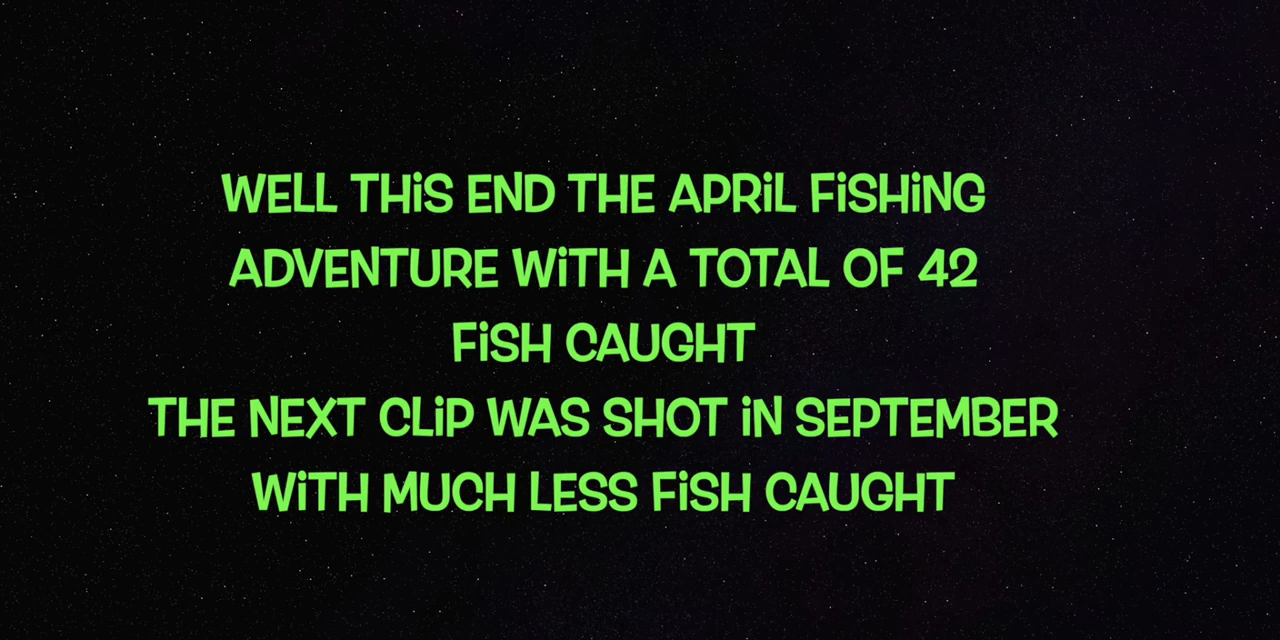 WELL THiS END THE APRiL FiSHiNG
ADVENTURE WiTH A TOTAL OF 42
FiSH CAUGHT
THE NEXT CLiP WAS SHOT iN SEPTEMBER
WiTH MUCH LESS FiSH CAUGHT